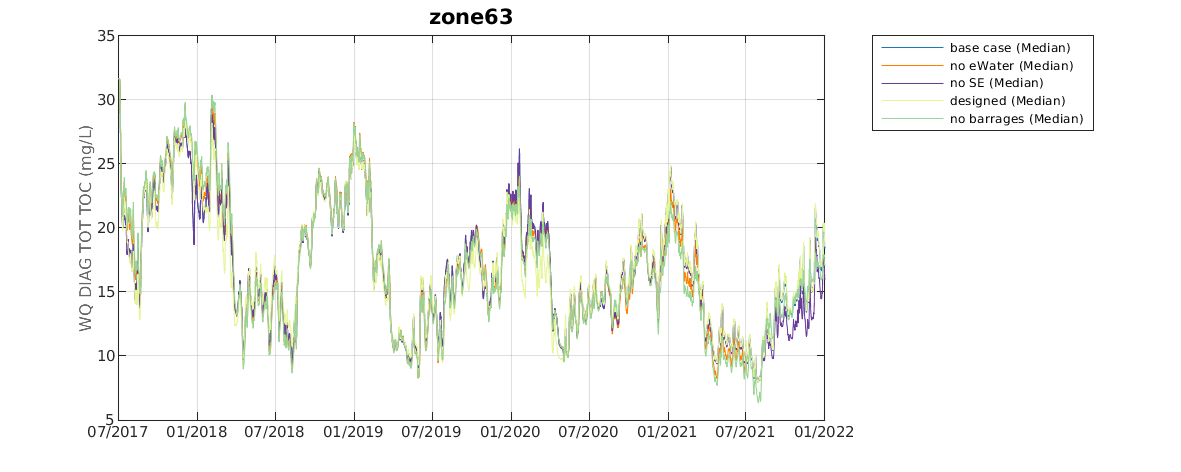 zone63
WQ DIAG TOT TOC (mg/L)
35
30
25
20
15
10
5
07/2017 01/2018 07/2018 01/2019 07/2019 01/2020 07/2020 01/2021 07/2021 01/2022
base case (Median)
no eWater (Median)
no SE (Median)
designed (Median)
no barrages (Median)